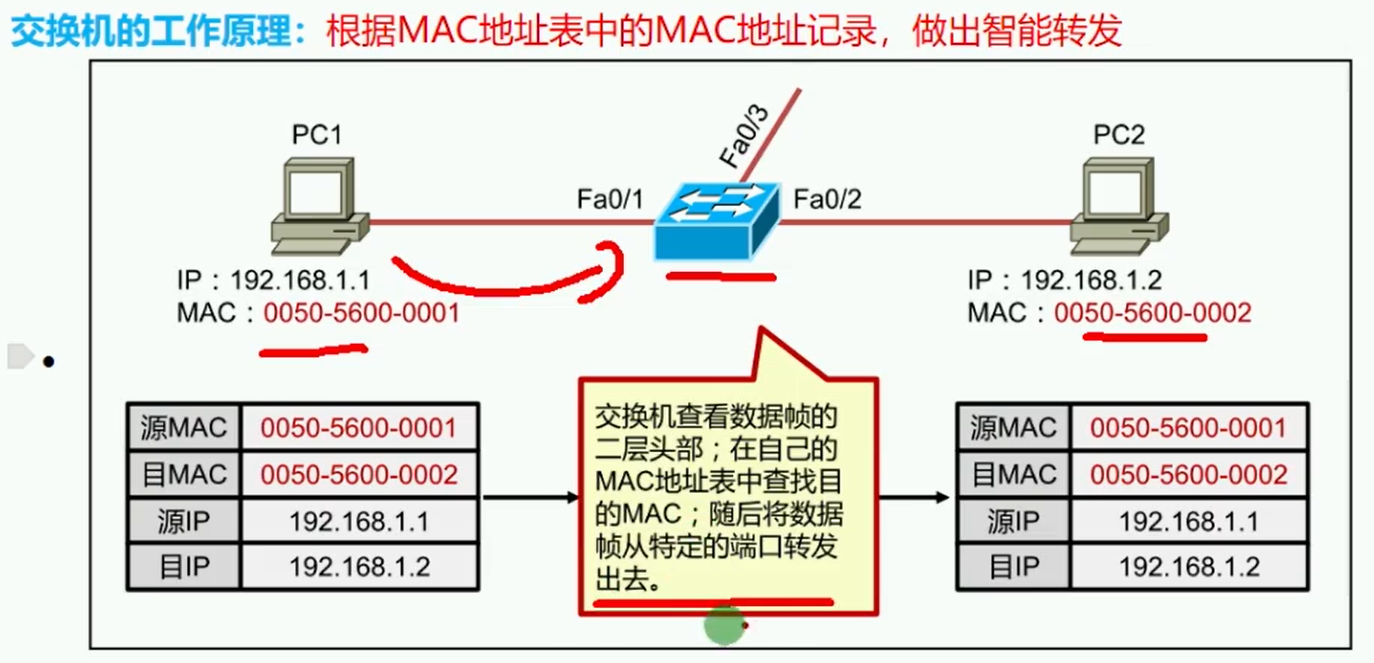 交换机的工作原理：根据MAC地址表中的MAC地址记录，做出智能转发
PC1
Fa0/3
PC2
Fa0/1
Fa0/2
IP：192.168.1.1
MAC：0050-5600-0001
IP：192.168.1.2
MAC：0050-5600-0002
源MAC 0050-5600-0001
目MAC 0050-5600-0002
源IP 192.168.1.1
目IP 192.168.1.2
交换机查看数据帧的
二层头部；在自己的
MAC地址表中查找目
的MAC；随后将数据
帧从特定的端口转发
出去。
源MAC 0050-5600-0001
目MAC 0050-5600-0002
源IP 192.168.1.1
目IP 192.168.1.2